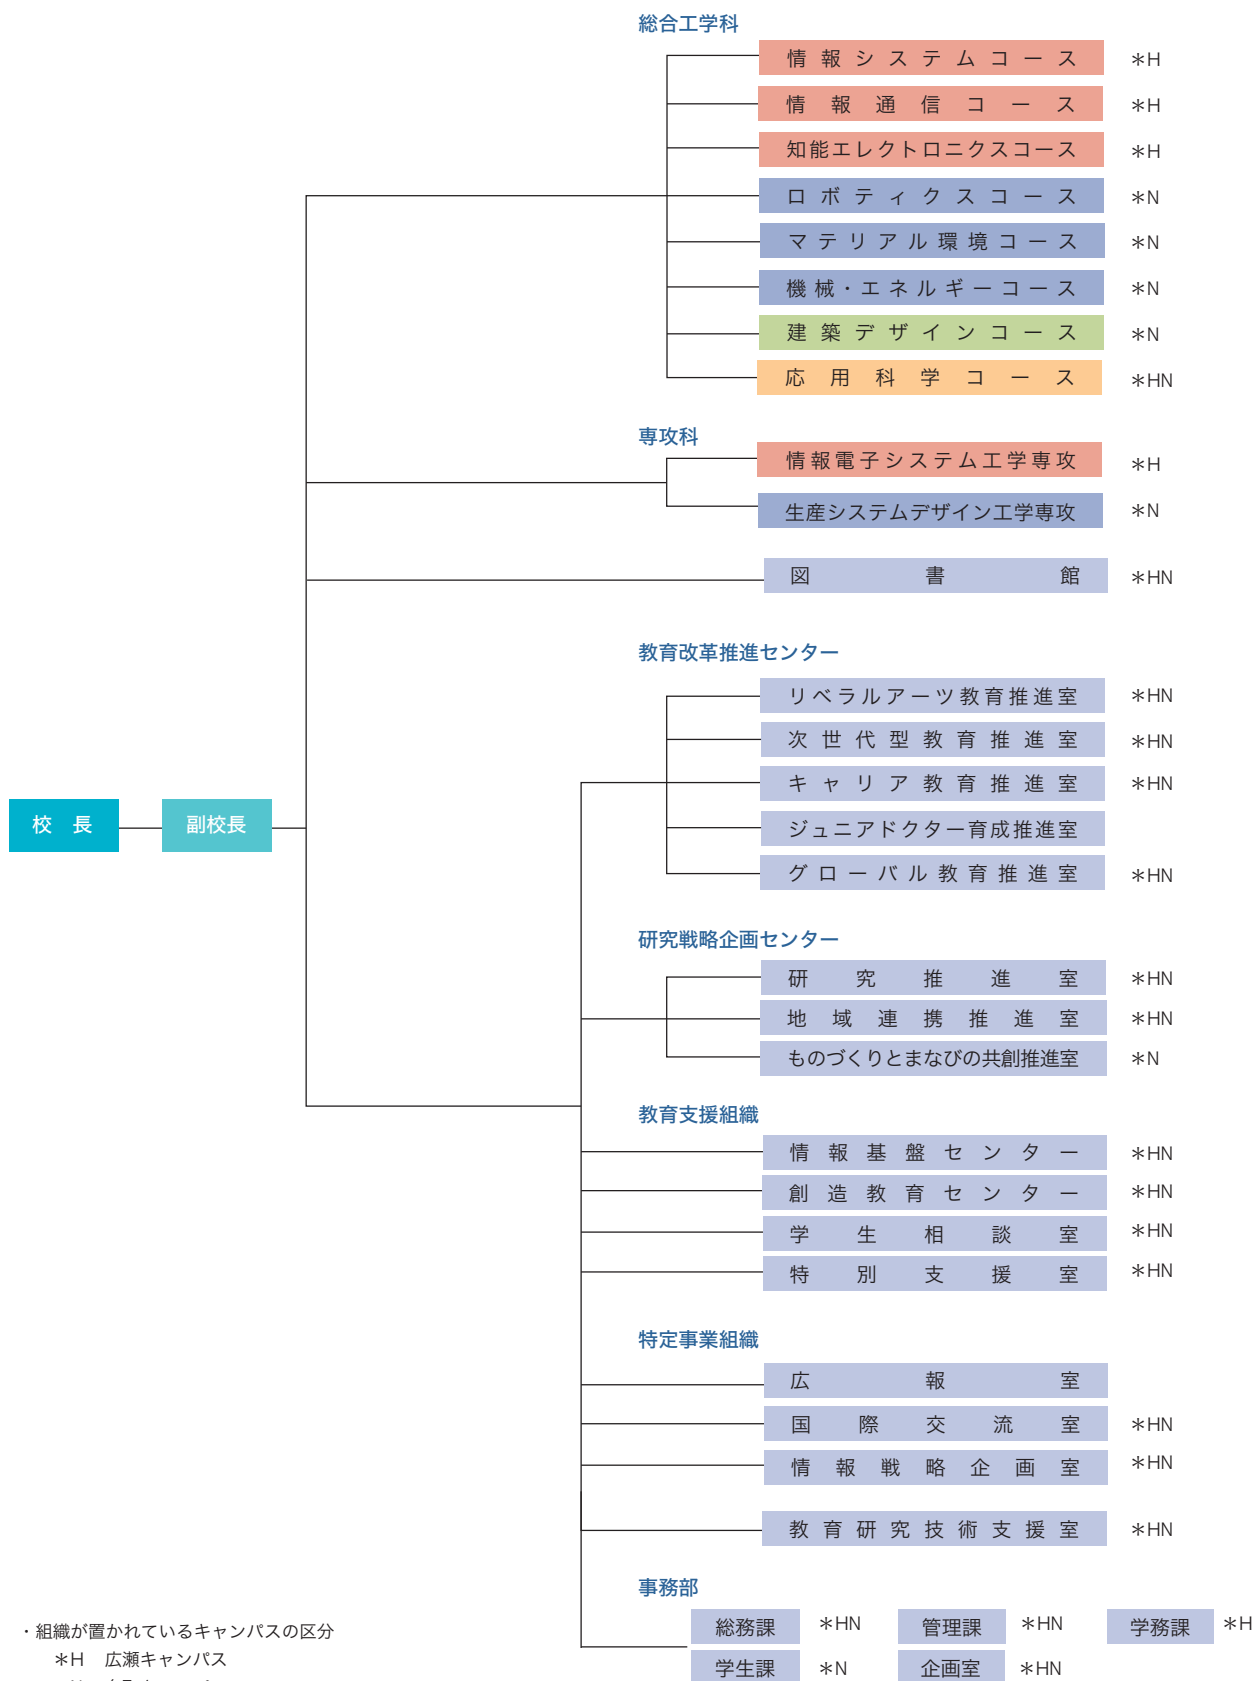 総合工学科
情報システムコース ＊H
情報通信コース ＊H
知能エレクトロニクスコース ＊H
ロボティクスコース ＊N
マテリアル環境コース ＊N
機械・エネルギーコース ＊N
建築デザインコース ＊N
応用科学コース ＊HN
専攻科
情報電子システム工学専攻 ＊H
生産システムデザイン工学専攻 ＊N
図書館 ＊HN
教育改革推進センター
リベラルアーツ教育推進室 ＊HN
次世代型教育推進室 ＊HN
キャリア教育推進室 ＊HN
校 長 副校長
ジュニアドクター育成推進室
グローバル教育推進室 ＊HN
研究戦略企画センター
研究推進室 ＊HN
地域連携推進室 ＊HN
ものづくりとまなびの共創推進室 ＊N
教育支援組織
情報基盤センター ＊HN
創造教育センター ＊HN
学生相談室 ＊HN
特別支援室 ＊HN
特定事業組織
広報室
国際交流室 ＊HN
情報戦略企画室 ＊HN
教育研究技術支援室 ＊HN
事務部
総務課 ＊HN 管理課 ＊HN 学務課 ＊H
学生課 ＊N 企画室 ＊HN
・組織が置かれているキャンパスの区分
＊H 広瀬キャンパス